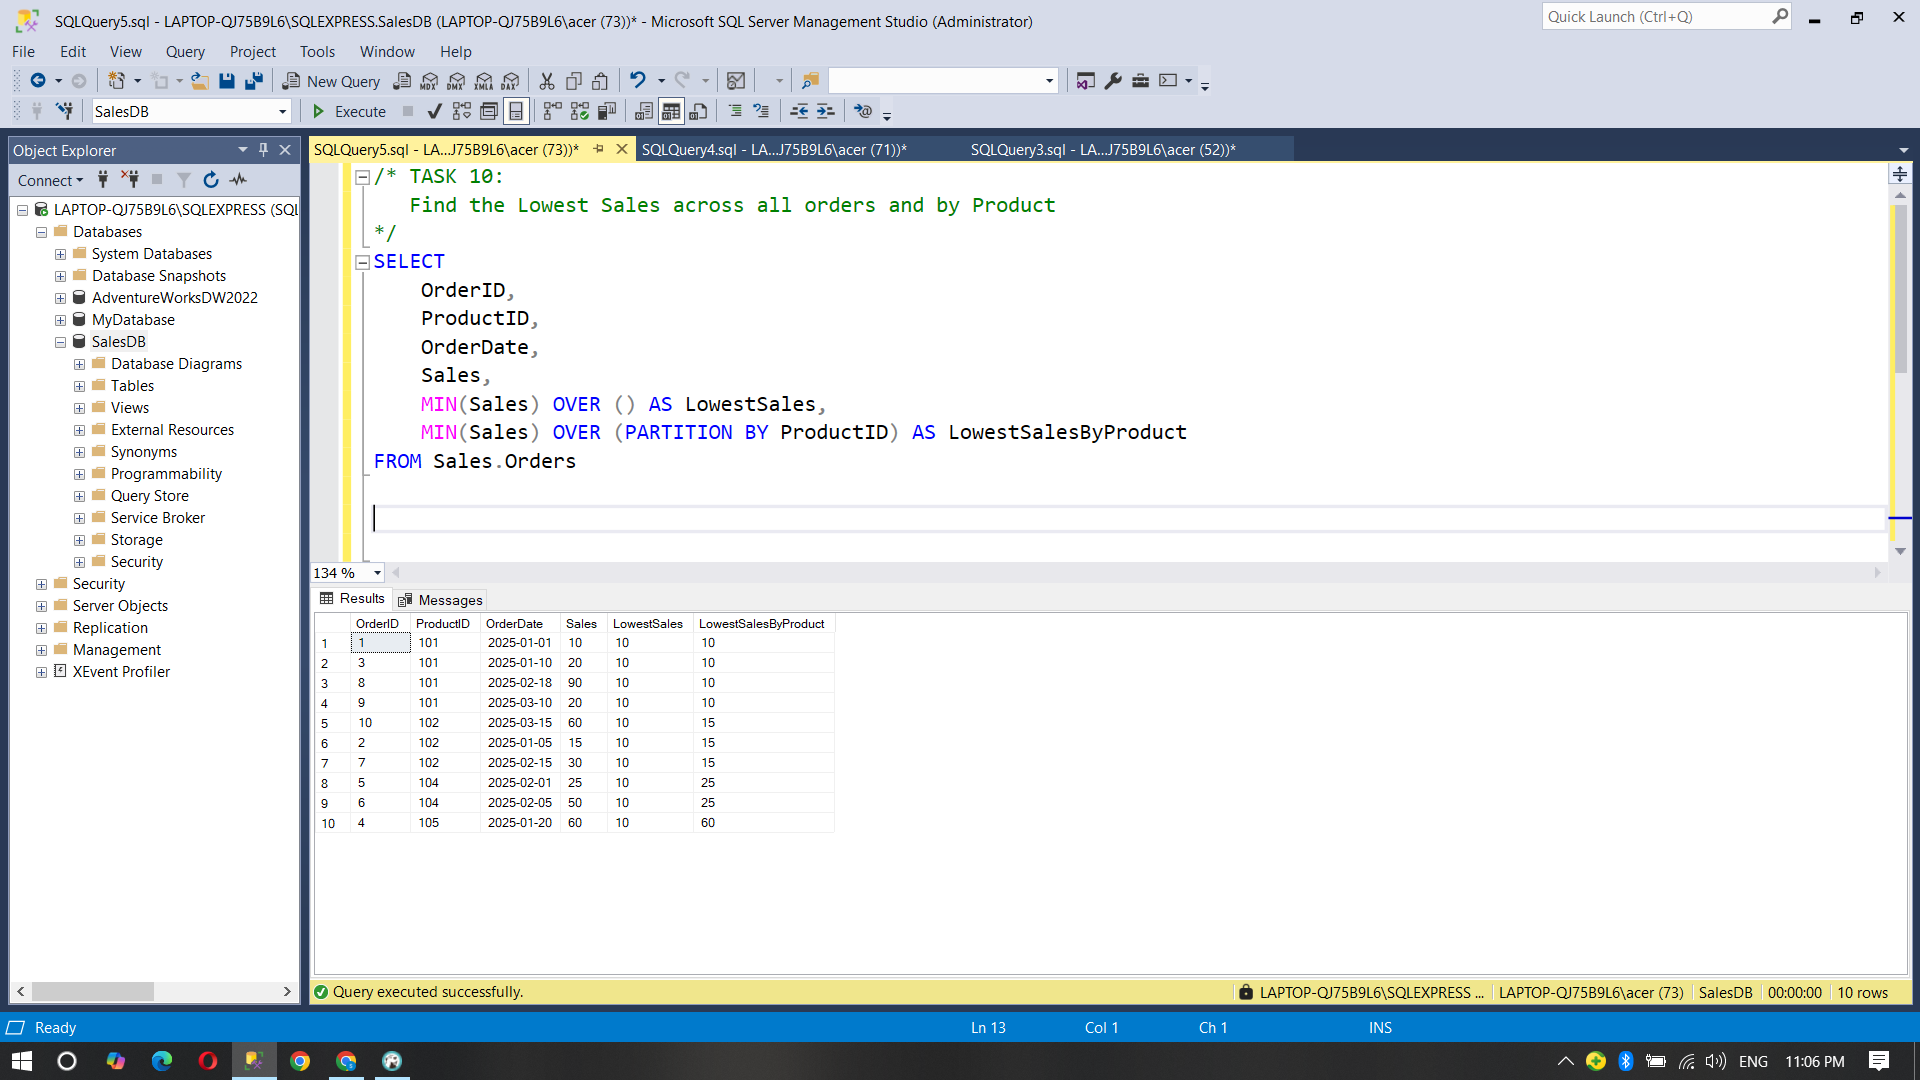 SQLQuery5.sql - LAPTOP-QJ75B9L6\SQLEXPRESS.SalesDB (LAPTOP-QJ75B9L6\acer (73))* - Microsoft SQL Server Management Studio (Administrator)
Quick Launch (Ctrl+Q)
File Edit View Query Project Tools Window Help
New Query
MDX DMX XMLA DAX
SalesDB
Execute
Object Explorer
Connect
LAPTOP-QJ75B9L6\SQLEXPRESS (SQL
Databases
System Databases
Database Snapshots
AdventureWorksDW2022
MyDatabase
SalesDB
Database Diagrams
Tables
Views
External Resources
Synonyms
Programmability
Query Store
Service Broker
Storage
Security
Security
Server Objects
Replication
Management
XEvent Profiler
SQLQuery5.sql - LA...J75B9L6\acer (73))*
SQLQuery4.sql - LA...J75B9L6\acer (71))*
SQLQuery3.sql - LA...J75B9L6\acer (52))*
/* TASK 10:
Find the Lowest Sales across all orders and by Product
*/
SELECT
OrderID,
ProductID,
OrderDate,
Sales,
MIN(Sales) OVER () AS LowestSales,
MIN(Sales) OVER (PARTITION BY ProductID) AS LowestSalesByProduct
FROM Sales.Orders
134 %
Results Messages
OrderID ProductID OrderDate Sales LowestSales LowestSalesByProduct
1 1 101 2025-01-01 10 10 10
2 3 101 2025-01-10 20 10 10
3 8 101 2025-02-18 90 10 10
4 9 101 2025-03-10 20 10 10
5 10 102 2025-03-15 60 10 15
6 2 102 2025-01-05 15 10 15
7 7 102 2025-02-15 30 10 15
8 5 104 2025-02-01 25 10 25
9 6 104 2025-02-05 50 10 25
10 4 105 2025-01-20 60 10 60
Query executed successfully.
LAPTOP-QJ75B9L6\SQLEXPRESS ... LAPTOP-QJ75B9L6\acer (73) SalesDB 00:00:00 10 rows
Ready Ln 13 Col 1 Ch 1 INS
ENG 11:06 PM